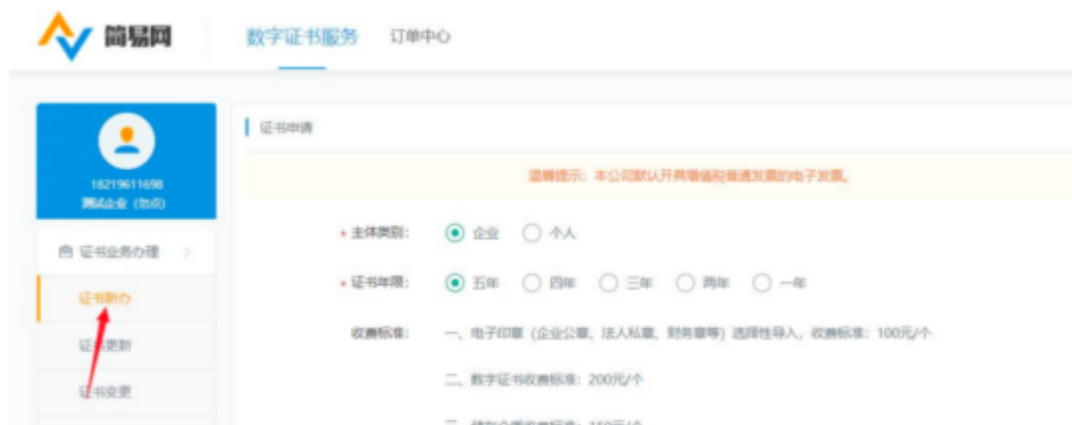 简易网
数字证书服务 订单中心
18219611698
测试企业（勿点）
证书申请
温馨提示：本公司默认开具增值税普通发票的电子发票。
* 主体类别： 企业 个人
证书业务办理 >
* 证书年限： 五年 四年 三年 两年 一年
证书新办
收费标准： 一、电子印章（企业公章、法人私章、财务章等）选择性导入，收费标准：100元/个
证书更新
二、数字证书收费标准：200元/个
证书变更